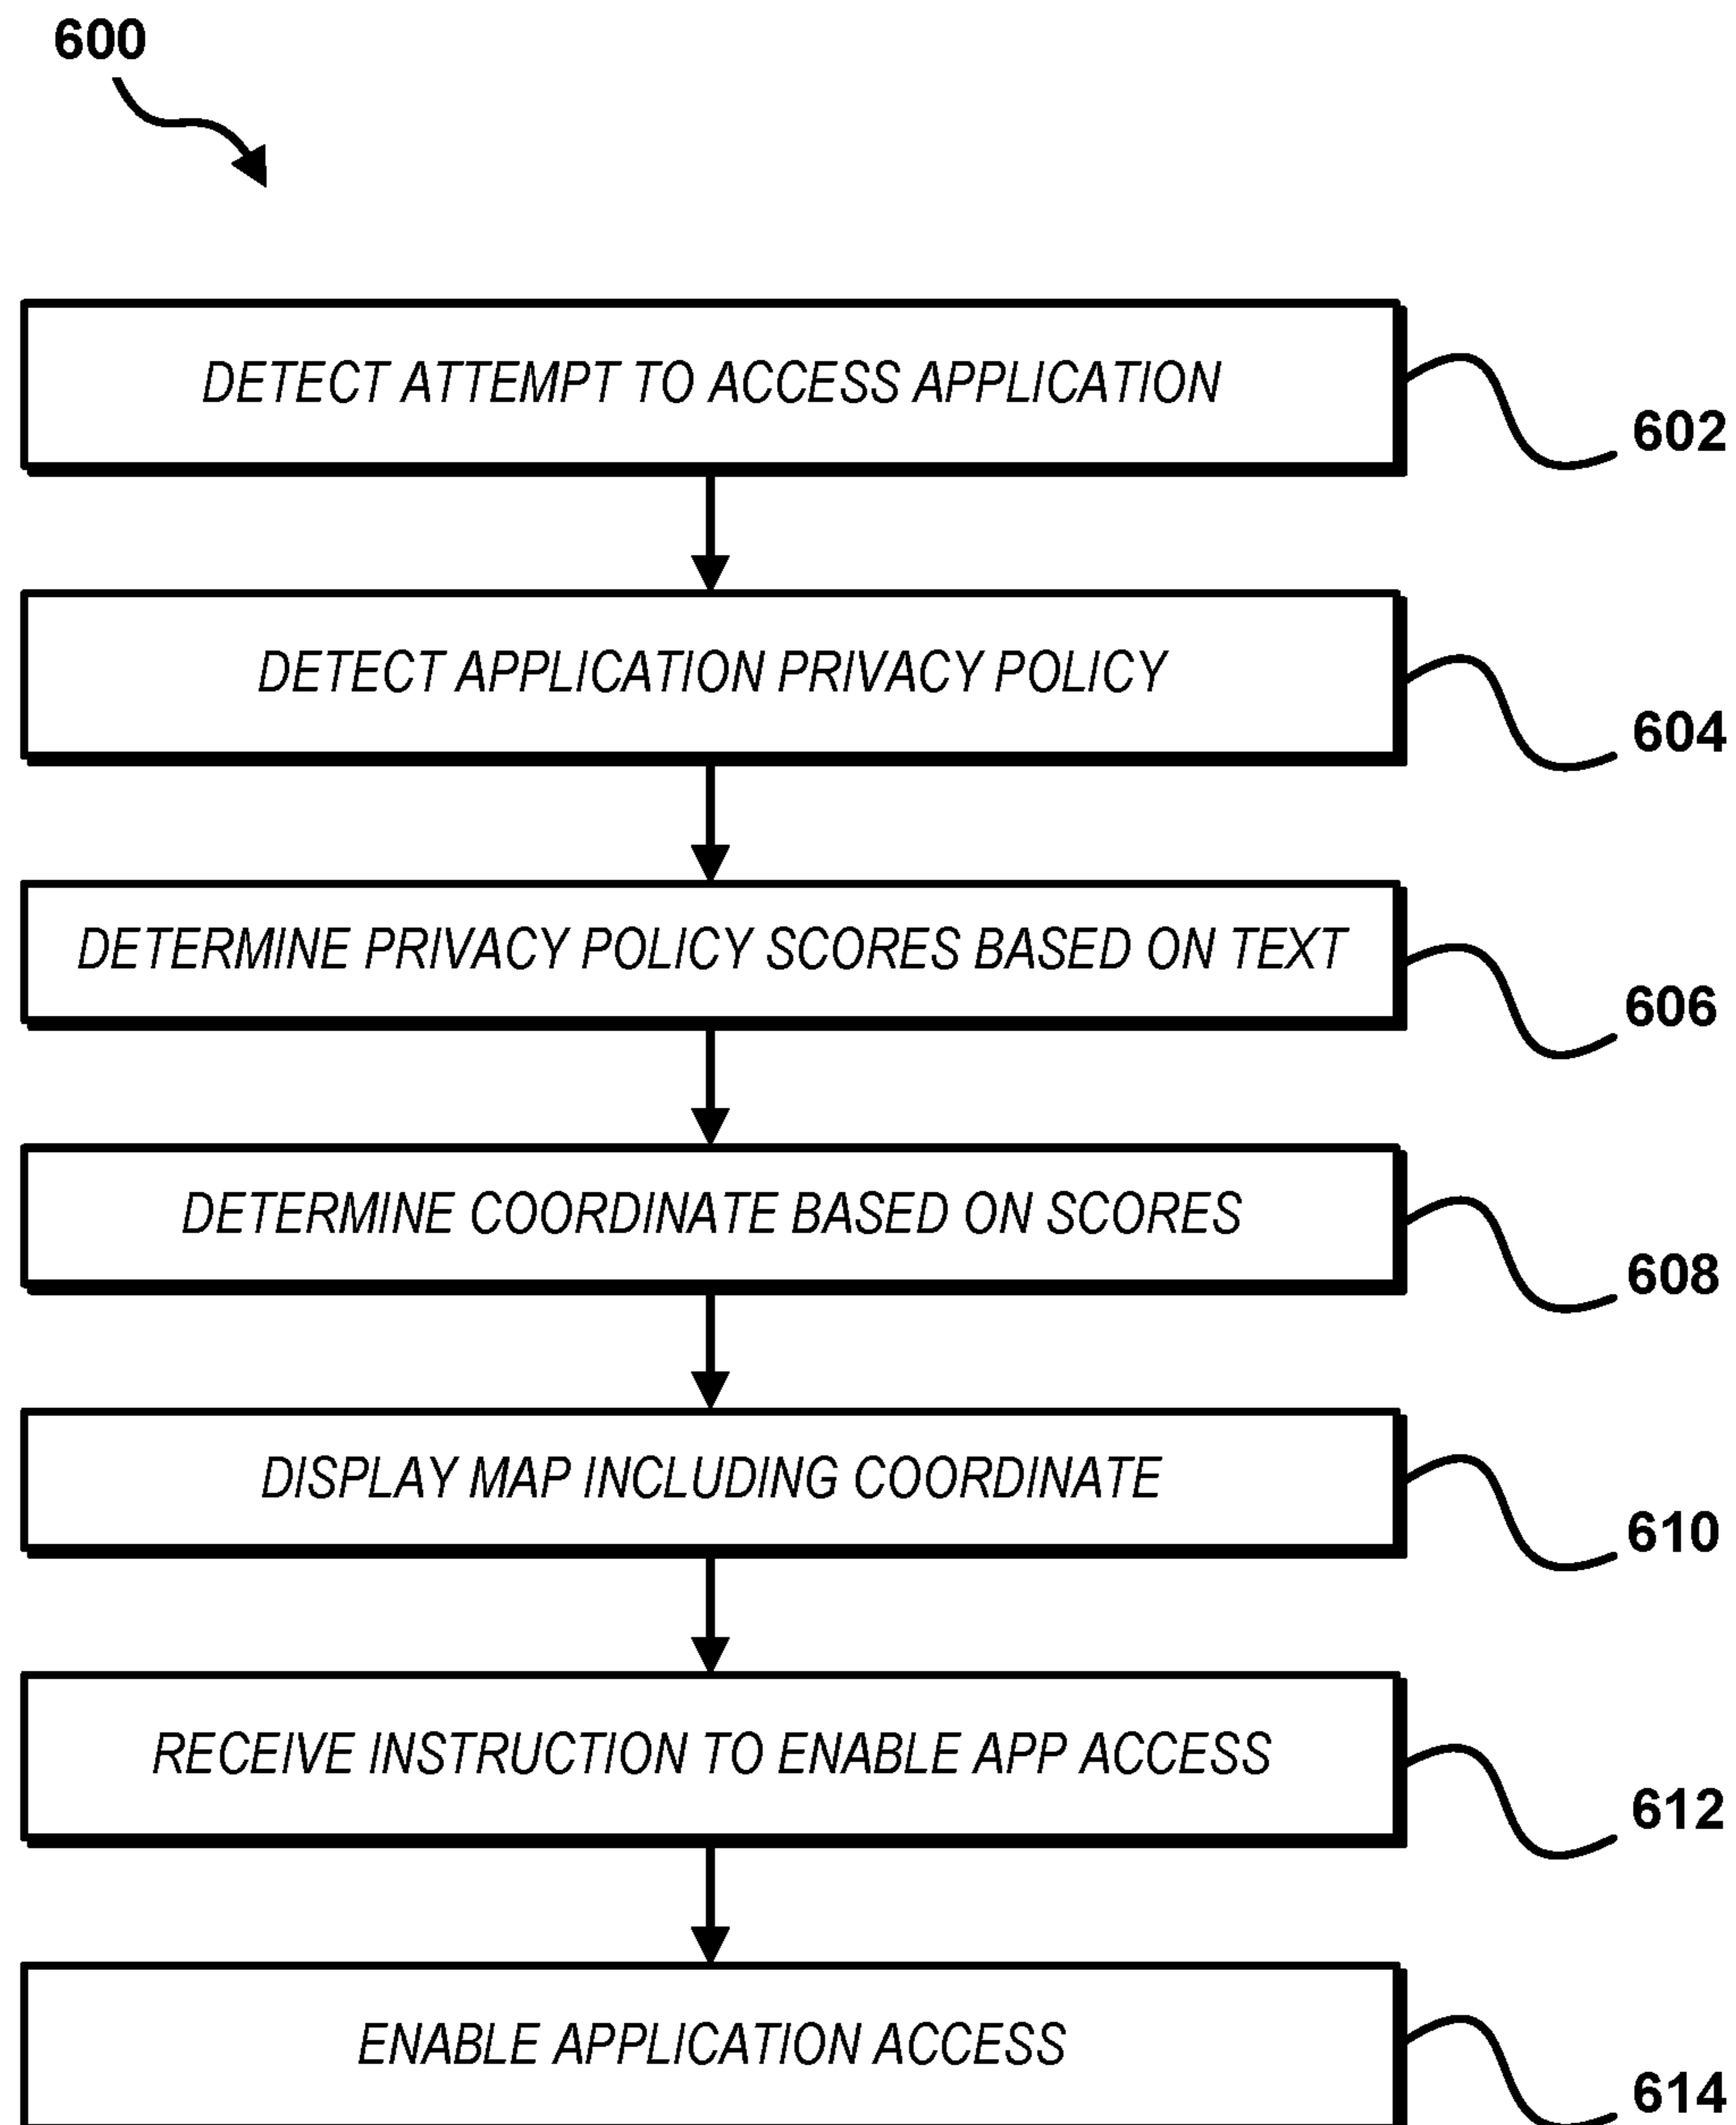 600
DETECT ATTEMPT TO ACCESS APPLICATION
602
DETECT APPLICATION PRIVACY POLICY
604
DETERMINE PRIVACY POLICY SCORES BASED ON TEXT
606
DETERMINE COORDINATE BASED ON SCORES
608
DISPLAY MAP INCLUDING COORDINATE
610
RECEIVE INSTRUCTION TO ENABLE APP ACCESS
612
ENABLE APPLICATION ACCESS
614